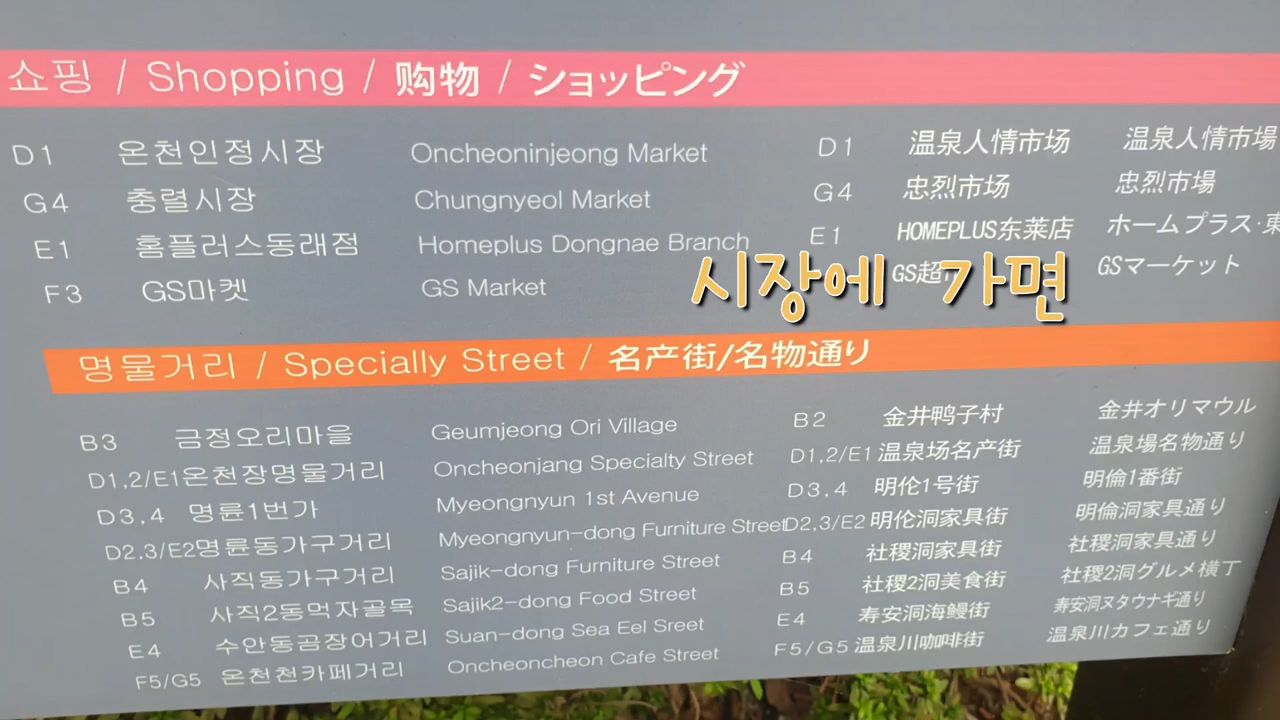 쇼핑 / Shopping / 购物 / ショッピング
D1 온천인정시장 Oncheoninjeong Market D1 温泉人情市场 温泉人情市場
G4 충렬시장 Chungnyeol Market G4 忠烈市场 忠烈市場
E1 홈플러스동래점 Homeplus Dongnae Branch E1 HOMEPLUS东莱店 ホームプラス·東
F3 GS마켓 GS Market GS超 GSマーケット
시장에 가면
명물거리 / Specially Street / 名产街/名物通り
B3 금정오리마을 Geumjeong Ori Village B2 金井鸭子村 金井オリマウル
D1,2/E1 온천장명물거리 Oncheonjang Specialty Street D1,2/E1 温泉场名产街 温泉場名物通り
D3,4 명륜1번가 Myeongnyun 1st Avenue D3,4 明伦1号街 明倫1番街
D2,3/E2 명륜동가구거리 Myeongnyun-dong Furniture Street D2,3/E2 明伦洞家具街 明倫洞家具通り
B4 사직동가구거리 Sajik-dong Furniture Street B4 社稷洞家具街 社稷洞家具通り
B5 사직2동먹자골목 Sajik2-dong Food Street B5 社稷2洞美食街 社稷2洞グルメ横丁
E4 수안동곰장어거리 Suan-dong Sea Eel Sreet E4 寿安洞海鳗街 寿安洞ヌタウナギ通り
F5/G5 온천천카페거리 Oncheoncheon Cafe Street F5/G5 温泉川咖啡街 温泉川カフェ通り